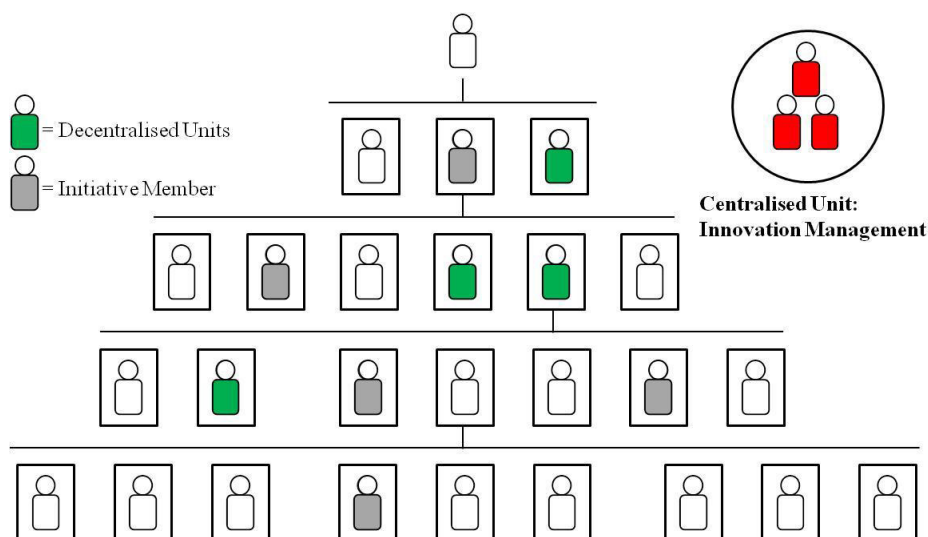 = Decentralised Units
= Initiative Member
Centralised Unit:
Innovation Management